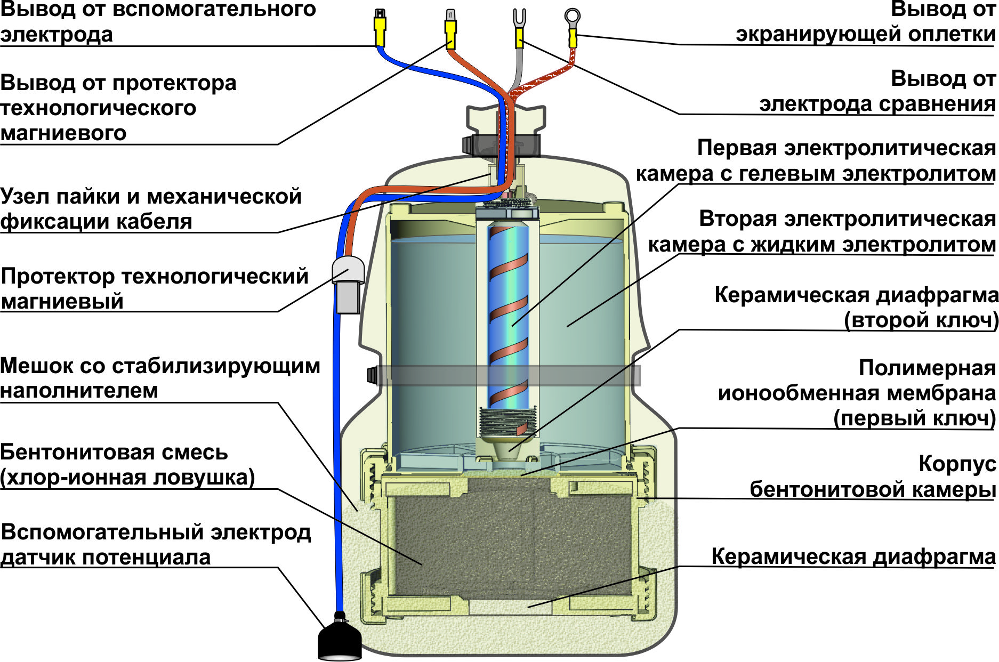 Вывод от вспомогательного
электрода
Вывод от протектора
технологического
магниевого
Узел пайки и механической
фиксации кабеля
Протектор технологический
магниевый
Мешок со стабилизирующим
наполнителем
Бентонитовая смесь
(хлор-ионная ловушка)
Вспомогательный электрод
датчик потенциала
Вывод от
экранирующей оплетки
Вывод от
электрода сравнения
Первая электролитическая
камера с гелевым электролитом
Вторая электролитическая
камера с жидким электролитом
Керамическая диафрагма
(второй ключ)
Полимерная
ионообменная мембрана
(первый ключ)
Корпус
бентонитовой камеры
Керамическая диафрагма